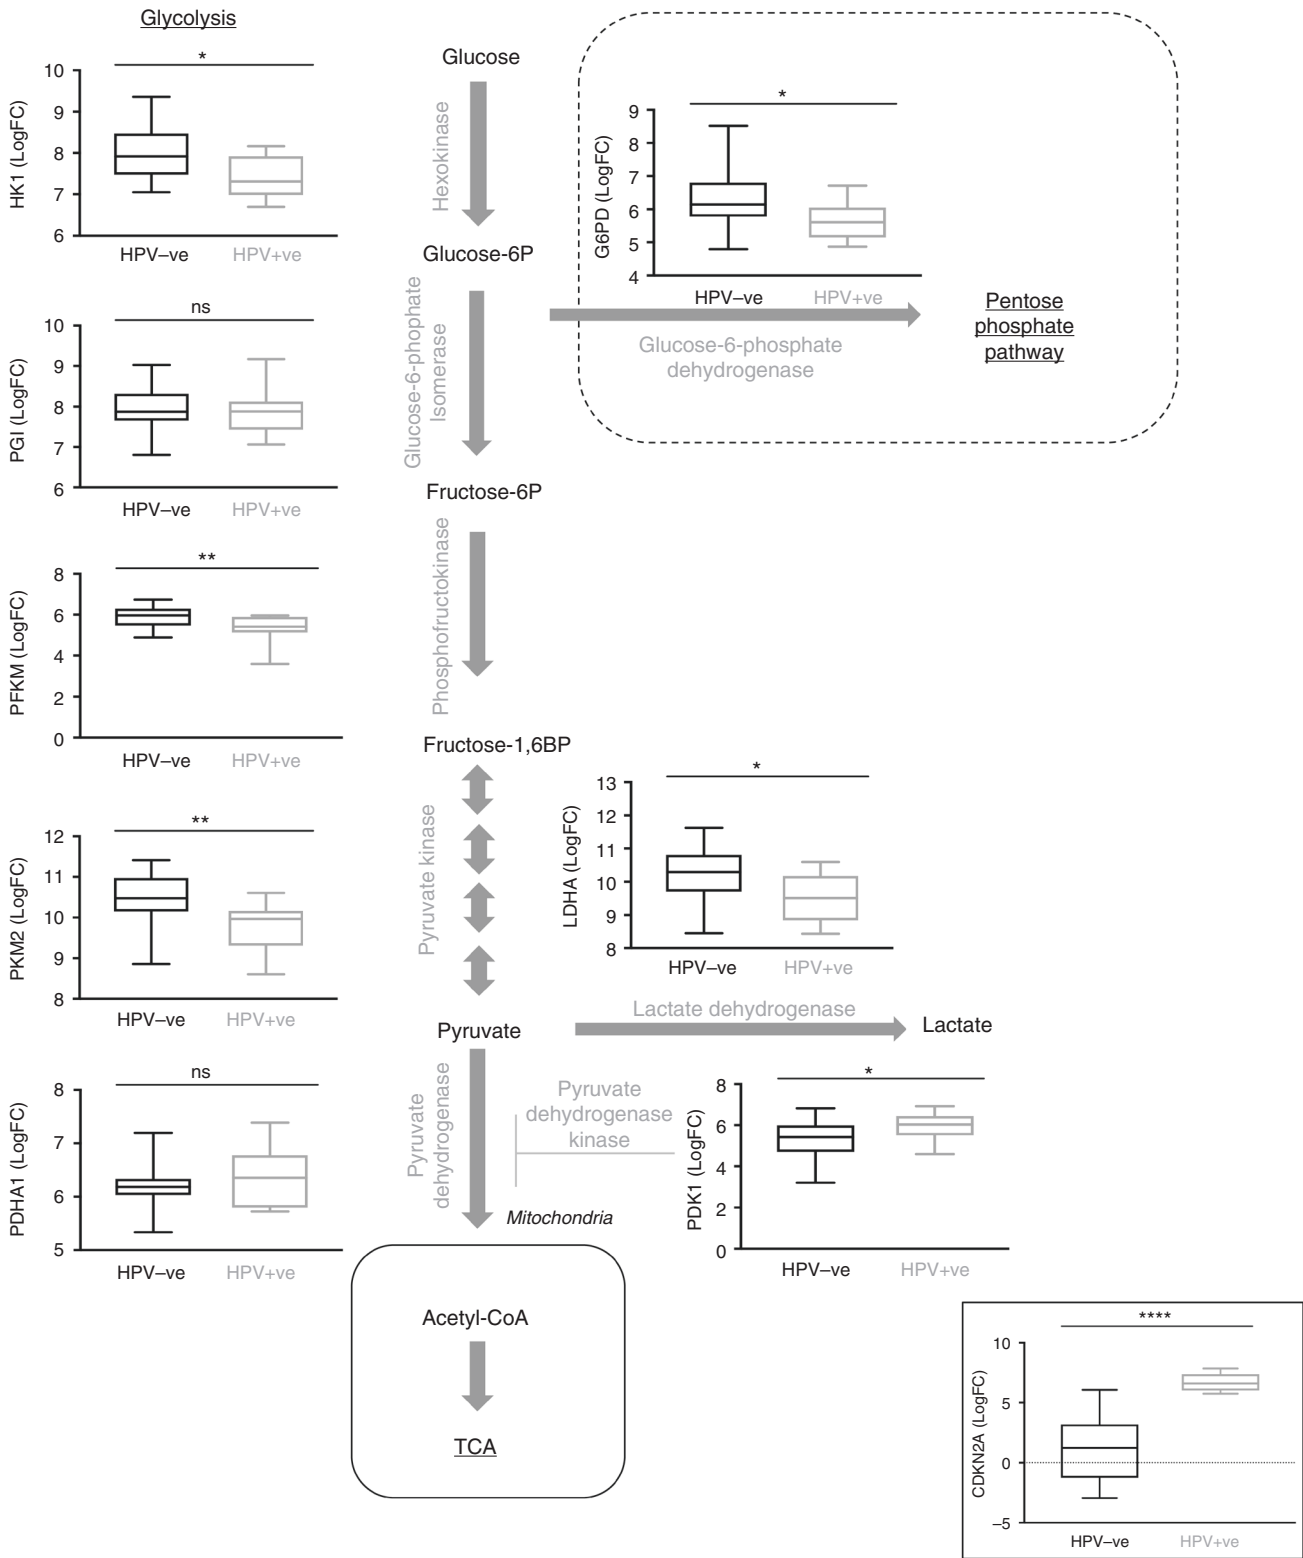 Glycolysis
*
HK1 (LogFC)
10
9
8
7
6
HPV–ve
HPV+ve
ns
PGI (LogFC)
10
9
8
7
6
HPV–ve
HPV+ve
**
PFKM (LogFC)
8
6
4
2
0
HPV–ve
HPV+ve
**
PKM2 (LogFC)
12
11
10
9
8
HPV–ve
HPV+ve
ns
PDHA1 (LogFC)
8
7
6
5
HPV–ve
HPV+ve
Glucose
Hexokinase
Glucose-6P
Glucose-6-phophate
Isomerase
Fructose-6P
Phosphofructokinase
Fructose-1,6BP
Pyruvate kinase
Pyruvate
Pyruvate
dehydrogenase
Mitochondria
Acetyl-CoA
TCA
*
G6PD (LogFC)
9
8
7
6
5
4
HPV–ve
HPV+ve
Glucose-6-phosphate
dehydrogenase
Pentose
phosphate
pathway
*
LDHA (LogFC)
13
12
11
10
9
8
HPV–ve
HPV+ve
Lactate dehydrogenase
Lactate
Pyruvate
dehydrogenase
kinase
*
PDK1 (LogFC)
8
6
4
2
0
HPV–ve
HPV+ve
****
CDKN2A (LogFC)
10
5
0
–5
HPV–ve
HPV+ve